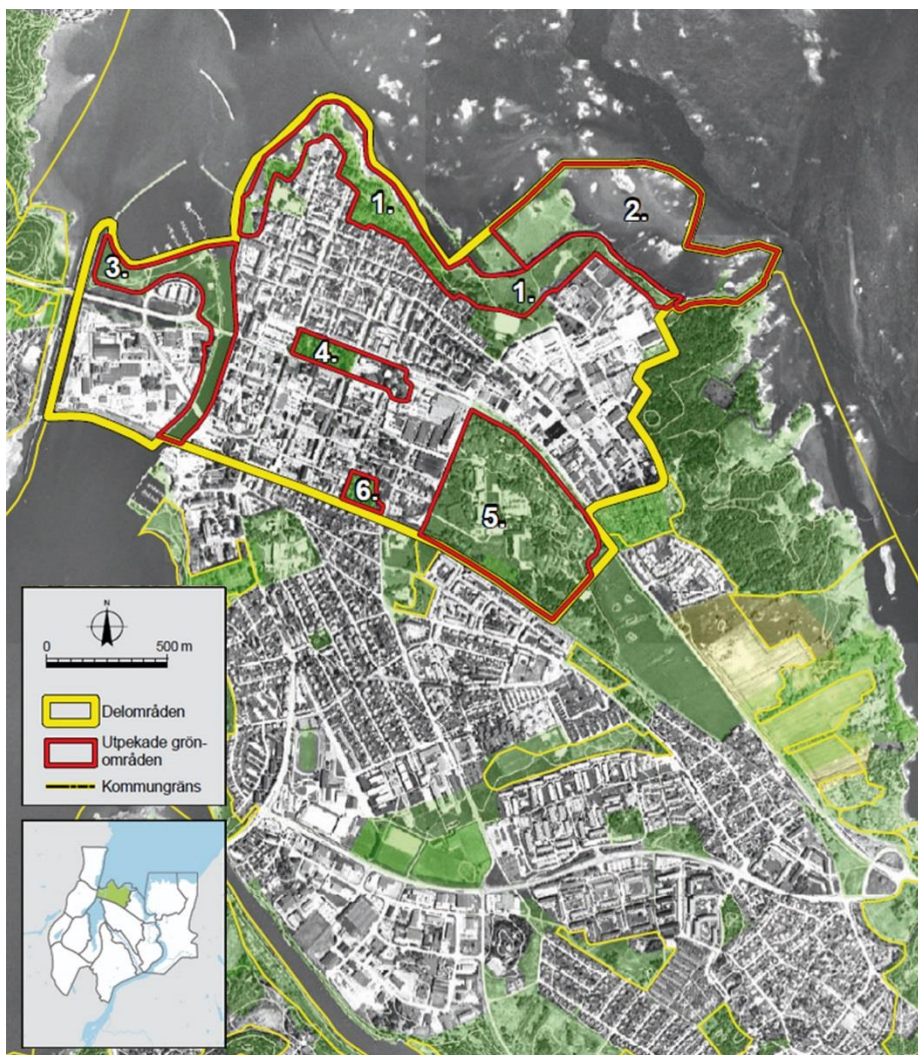 1.
2.
3.
1.
4.
6.
5.
N
0 500 m
Delområden
Utpekade grön-
områden
Kommungräns